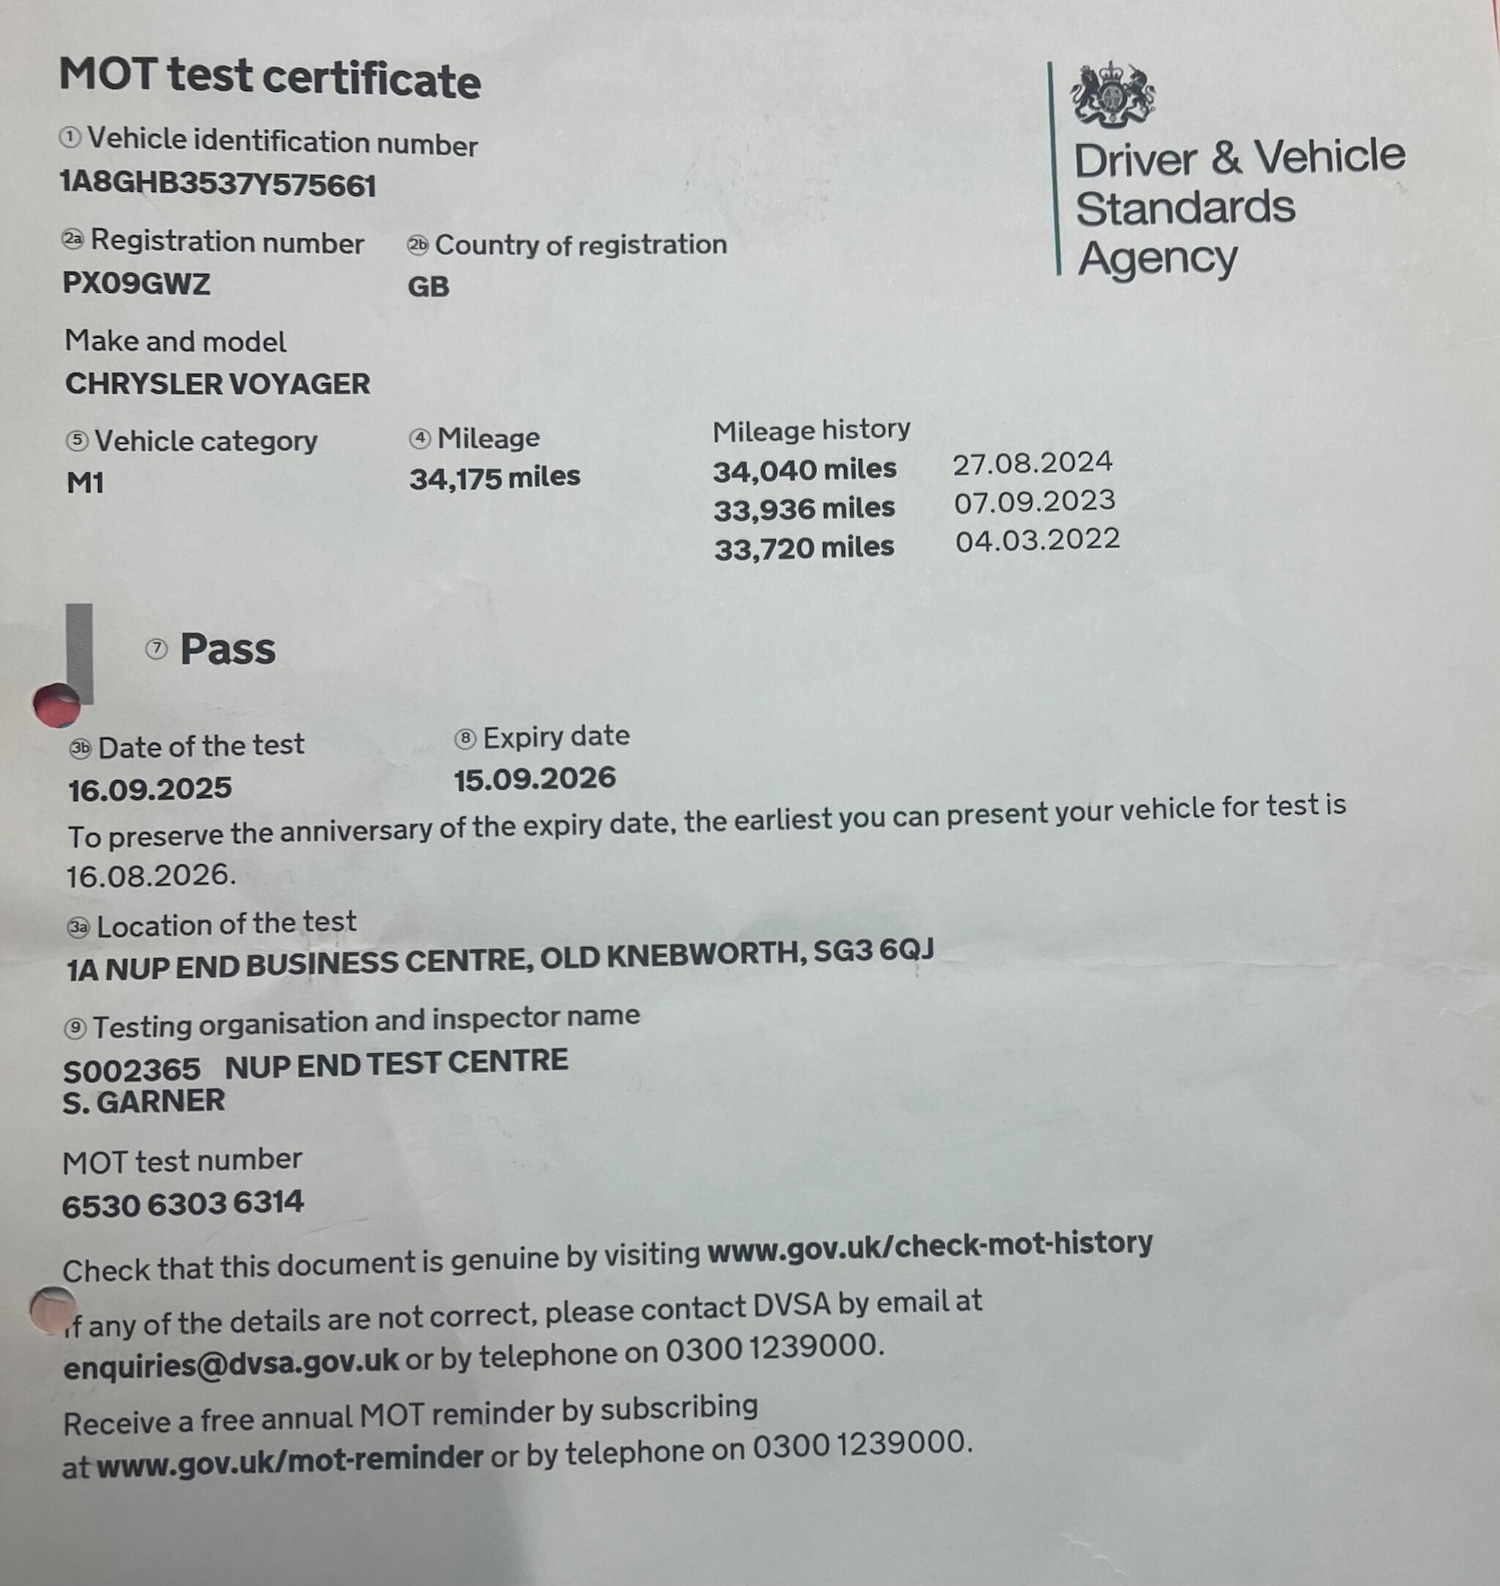 MOT test certificate
① Vehicle identification number
1A8GHB3537Y575661
2a Registration number 2b Country of registration
PX09GWZ GB
Make and model
CHRYSLER VOYAGER
⑤ Vehicle category ④ Mileage Mileage history
M1 34,175 miles 34,040 miles 27.08.2024
33,936 miles 07.09.2023
33,720 miles 04.03.2022
Driver & Vehicle
Standards
Agency
⑦ Pass
3b Date of the test ⑧ Expiry date
16.09.2025 15.09.2026
To preserve the anniversary of the expiry date, the earliest you can present your vehicle for test is
16.08.2026.
3a Location of the test
1A NUP END BUSINESS CENTRE, OLD KNEBWORTH, SG3 6QJ
⑨ Testing organisation and inspector name
S002365 NUP END TEST CENTRE
S. GARNER
MOT test number
6530 6303 6314
Check that this document is genuine by visiting www.gov.uk/check-mot-history
If any of the details are not correct, please contact DVSA by email at
enquiries@dvsa.gov.uk or by telephone on 0300 1239000.
Receive a free annual MOT reminder by subscribing
at www.gov.uk/mot-reminder or by telephone on 0300 1239000.